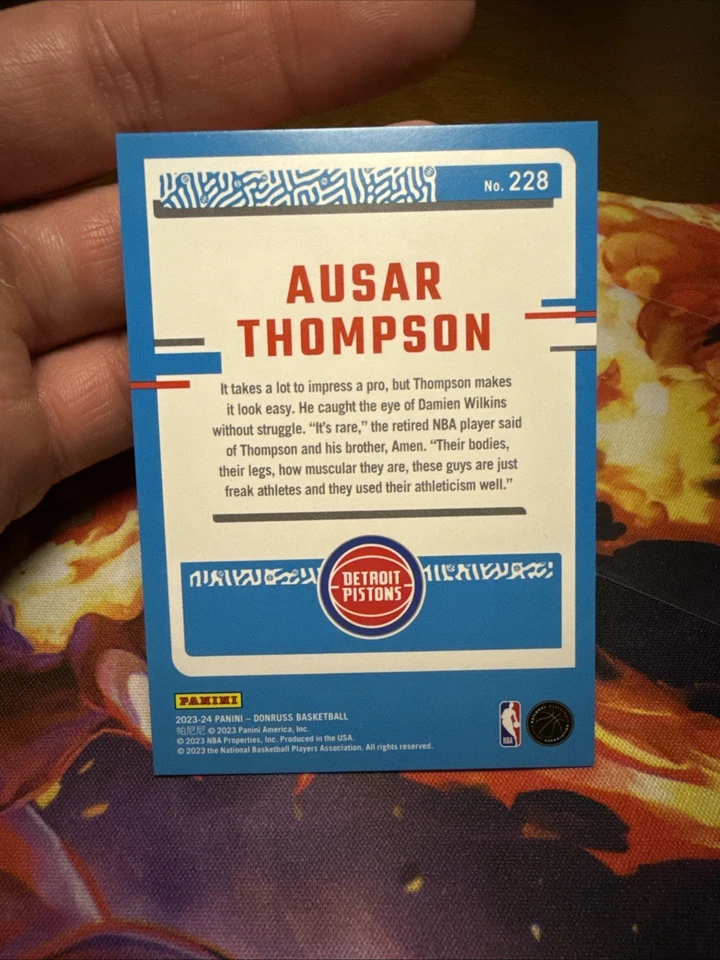 No. 228
AUSAR
THOMPSON
It takes a lot to impress a pro, but Thompson makes
it look easy. He caught the eye of Damien Wilkins
without struggle. “It’s rare,” the retired NBA player said
of Thompson and his brother, Amen. “Their bodies,
their legs, how muscular they are, these guys are just
freak athletes and they used their athleticism well.”
DETROIT
PISTONS
PANINI
2023-24 PANINI – DONRUSS BASKETBALL
帕尼尼 © 2023 Panini America, Inc.
© 2023 NBA Properties, Inc. Produced in the USA.
© 2023 the National Basketball Players Association. All rights reserved.
NBA